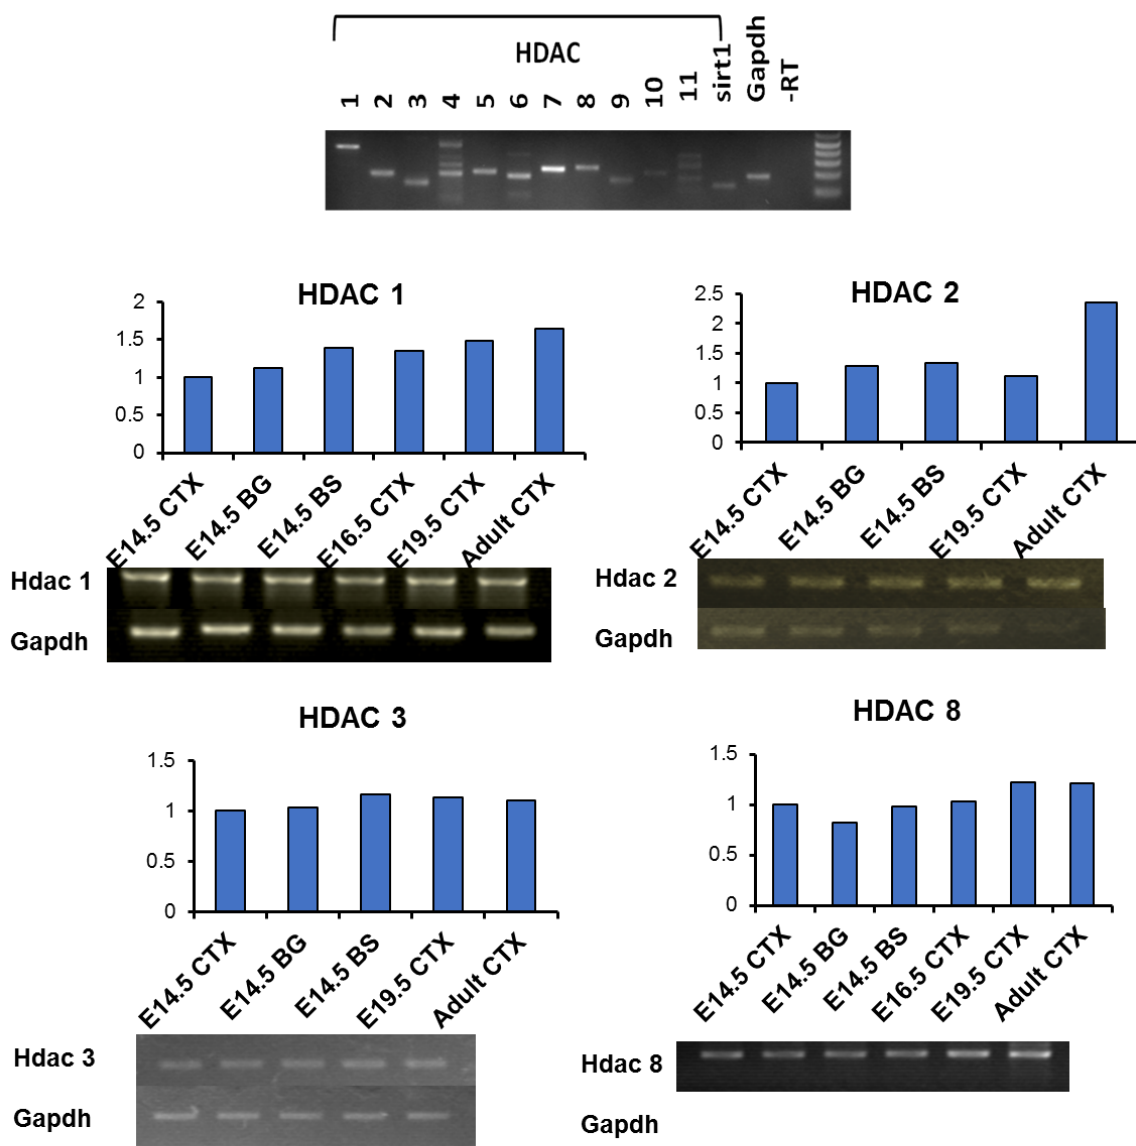 HDAC
1 2 3 4 5 6 7 8 9 10 11 sirt1 Gapdh -RT
HDAC 1
2
1.5
1
0.5
0
E14.5 CTX
E14.5 BG
E14.5 BS
E16.5 CTX
E19.5 CTX
Adult CTX
Hdac 1
Gapdh
HDAC 2
2.5
2
1.5
1
0.5
0
E14.5 CTX
E14.5 BG
E14.5 BS
E19.5 CTX
Adult CTX
Hdac 2
Gapdh
HDAC 3
1.5
1
0.5
0
E14.5 CTX
E14.5 BG
E14.5 BS
E19.5 CTX
Adult CTX
Hdac 3
Gapdh
HDAC 8
1.5
1
0.5
0
E14.5 CTX
E14.5 BG
E14.5 BS
E16.5 CTX
E19.5 CTX
Adult CTX
Hdac 8
Gapdh